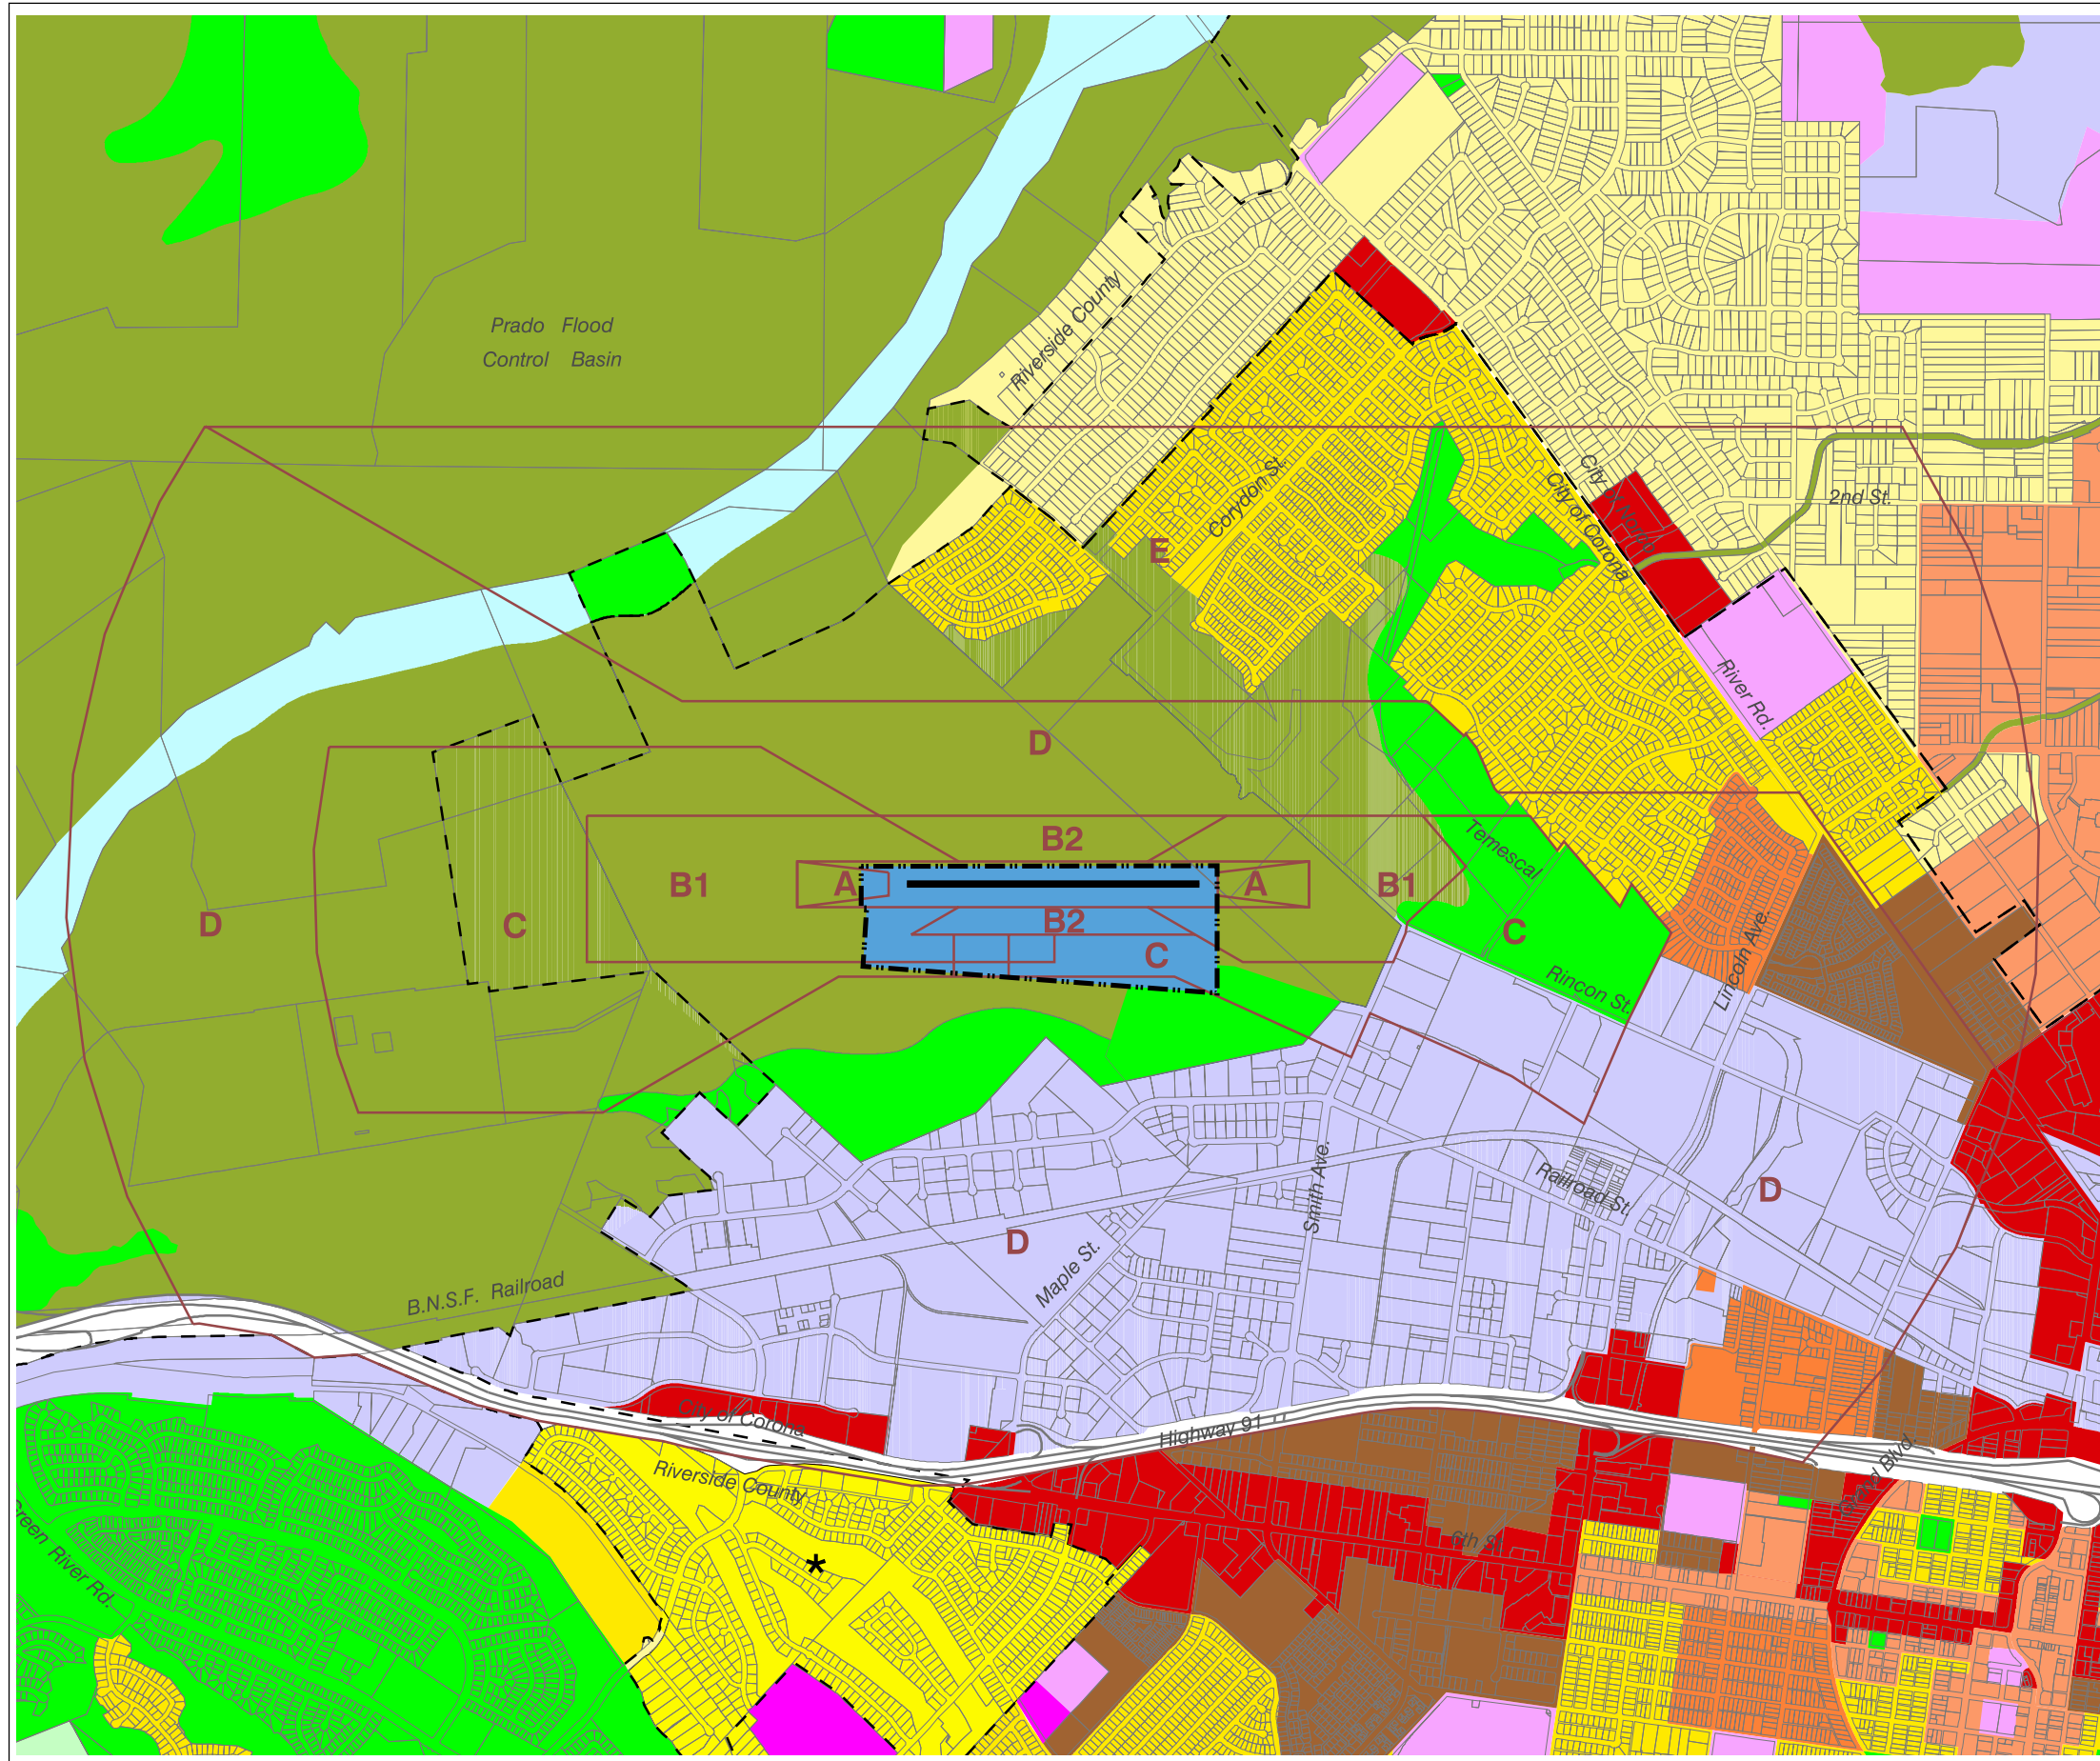 Prado Flood
Control Basin
Riverside County
Corydon St.
E
City of Norco
City of Corona
2nd St.
River Rd.
D
B2
Temescal
A
B1
A
B1
B2
D
C
C
C
Lincoln Ave.
Rincon St.
Smith Ave.
Railroad St.
D
D
Maple St.
B.N.S.F. Railroad
City of Corona
Highway 91
Riverside County
6th St.
Blvd.
Green River Rd.
*